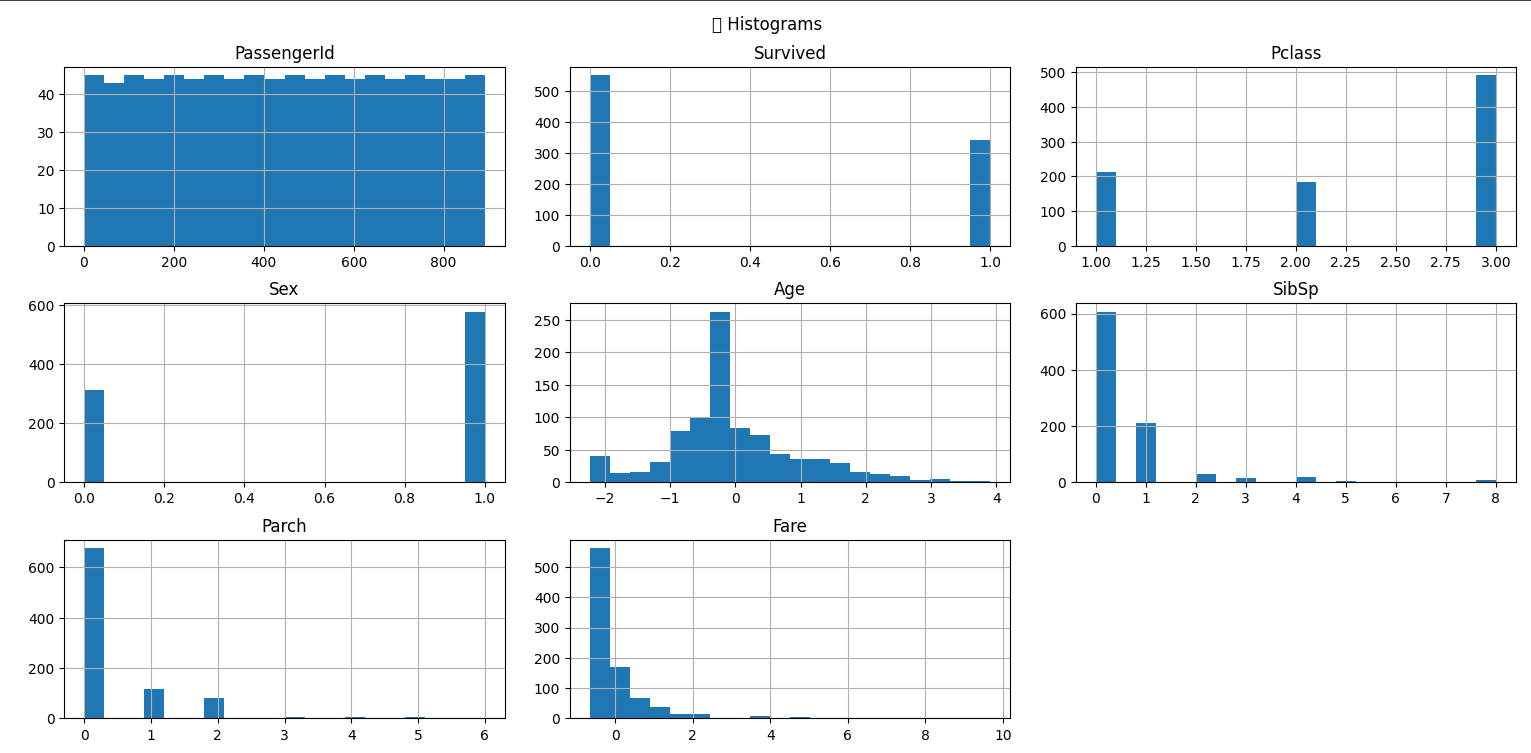 ▯ Histograms
PassengerId
Survived
Pclass
40
30
20
10
0
0 200 400 600 800
500
400
300
200
100
0
0.0 0.2 0.4 0.6 0.8 1.0
500
400
300
200
100
0
1.00 1.25 1.50 1.75 2.00 2.25 2.50 2.75 3.00
Sex
Age
SibSp
600
400
200
0
0.0 0.2 0.4 0.6 0.8 1.0
250
200
150
100
50
0
−2 −1 0 1 2 3 4
600
400
200
0
0 1 2 3 4 5 6 7 8
Parch
Fare
600
400
200
0
0 1 2 3 4 5 6
500
400
300
200
100
0
0 2 4 6 8 10